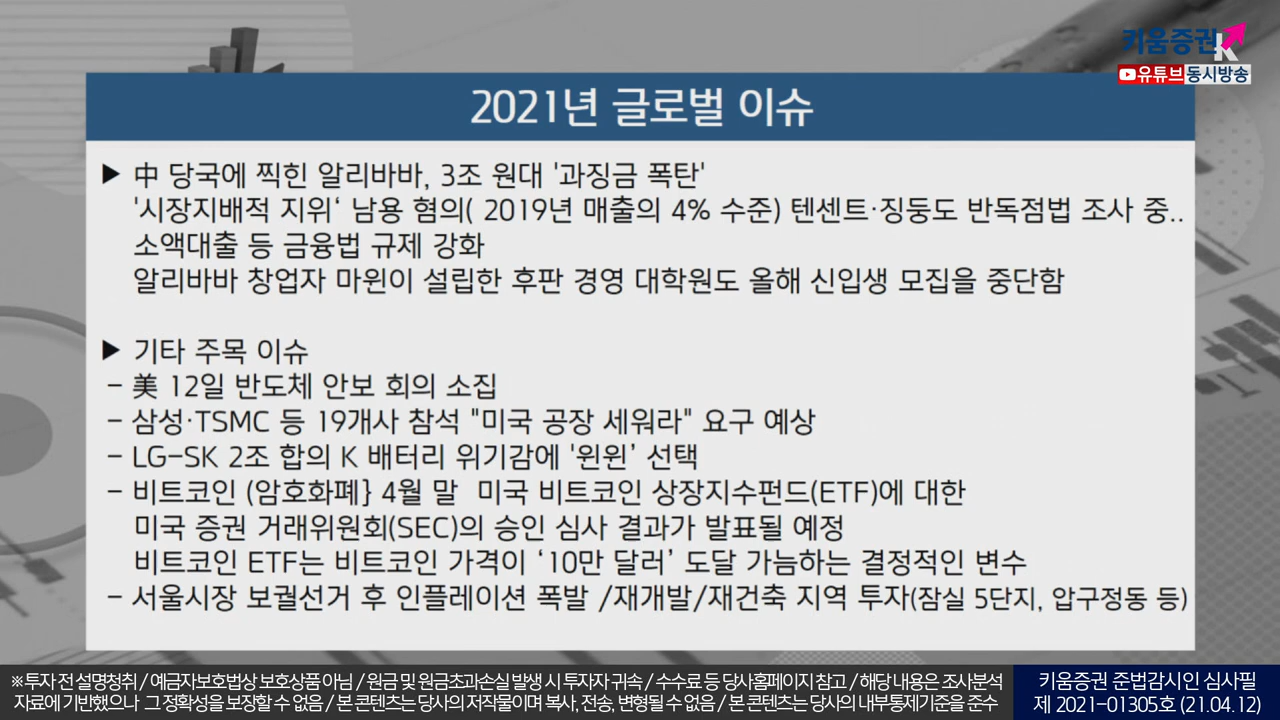 키움증권
유튜브 동시방송
2021년 글로벌 이슈
▶ 中 당국에 찍힌 알리바바, 3조 원대 '과징금 폭탄'
'시장지배적 지위‘ 남용 혐의( 2019년 매출의 4% 수준) 텐센트·징둥도 반독점법 조사 중..
소액대출 등 금융법 규제 강화
알리바바 창업자 마윈이 설립한 후판 경영 대학원도 올해 신입생 모집을 중단함
▶ 기타 주목 이슈
- 美 12일 반도체 안보 회의 소집
- 삼성·TSMC 등 19개사 참석 "미국 공장 세워라" 요구 예상
- LG-SK 2조 합의 K 배터리 위기감에 '윈윈’ 선택
- 비트코인 (암호화폐} 4월 말 미국 비트코인 상장지수펀드(ETF)에 대한
미국 증권 거래위원회(SEC)의 승인 심사 결과가 발표될 예정
비트코인 ETF는 비트코인 가격이 ‘10만 달러’ 도달 가늠하는 결정적인 변수
- 서울시장 보궐선거 후 인플레이션 폭발 /재개발/재건축 지역 투자(잠실 5단지, 압구정동 등)
※ 투자 전 설명청취 / 예금자보호법상 보호상품 아님 / 원금 및 원금초과손실 발생 시 투자자 귀속 / 수수료 등 당사홈페이지 참고 / 해당 내용은 조사분석
자료에 기반했으나 그 정확성을 보장할 수 없음 / 본 콘텐츠는 당사의 저작물이며 복사, 전송, 변형될 수 없음 / 본 콘텐츠는 당사의 내부통제기준을 준수
키움증권 준법감시인 심사필
제 2021-01305호 (21.04.12)